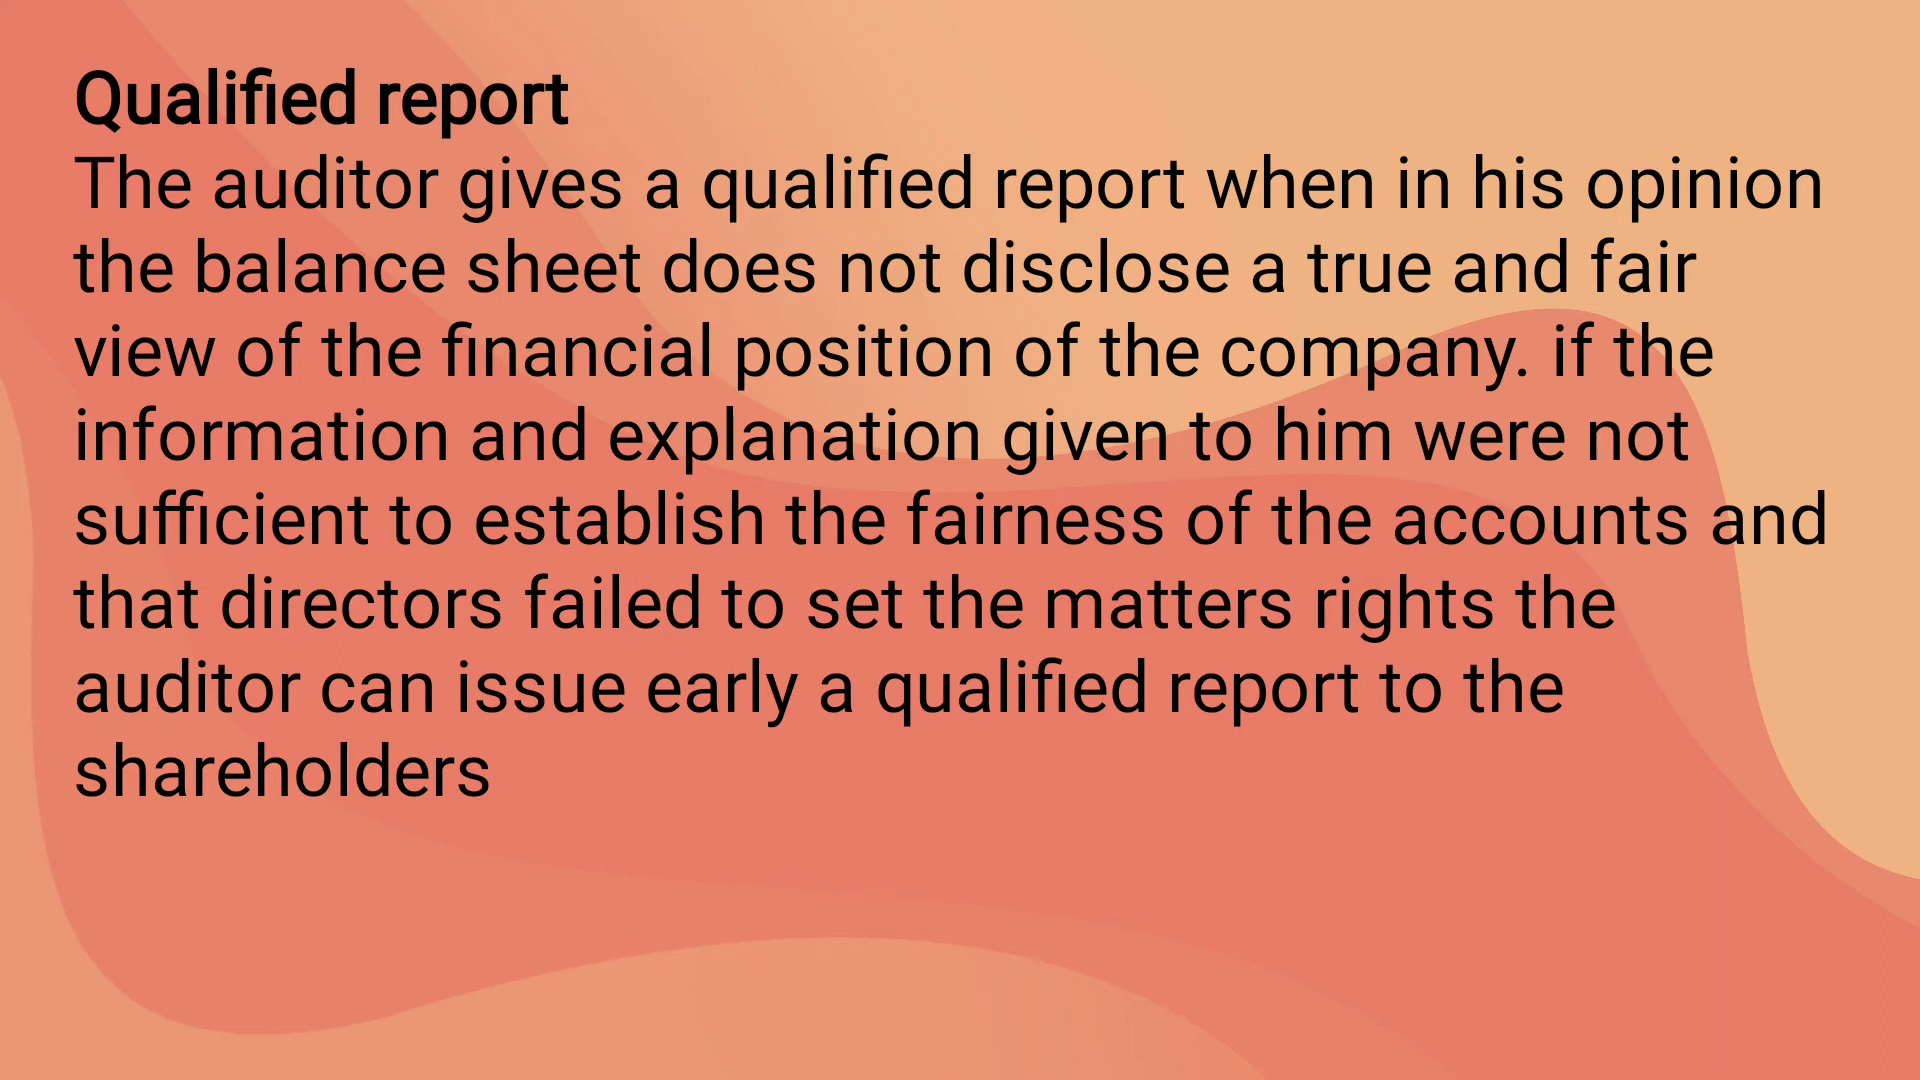 Qualified report
The auditor gives a qualified report when in his opinion
the balance sheet does not disclose a true and fair
view of the financial position of the company. if the
information and explanation given to him were not
sufficient to establish the fairness of the accounts and
that directors failed to set the matters rights the
auditor can issue early a qualified report to the
shareholders